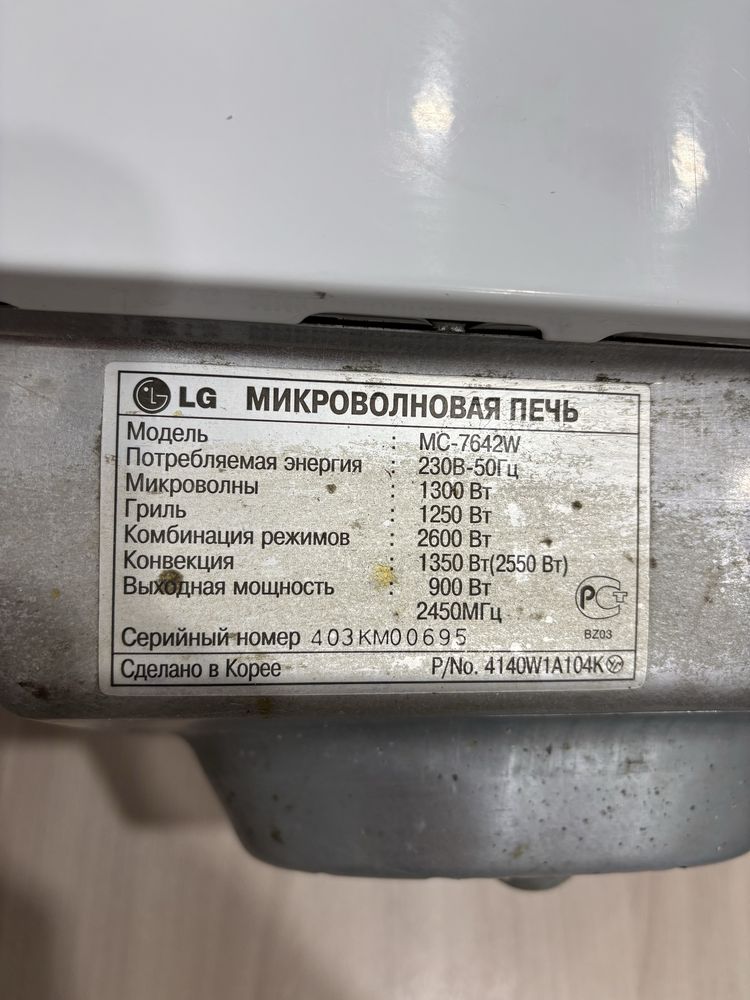 LG МИКРОВОЛНОВАЯ ПЕЧЬ
Модель : MC-7642W
Потребляемая энергия : 230В-50Гц
Микроволны : 1300 Вт
Гриль : 1250 Вт
Комбинация режимов : 2600 Вт
Конвекция : 1350 Вт(2550 Вт)
Выходная мощность : 900 Вт
2450МГц
РСТ
Серийный номер 403KM00695
BZ03
Сделано в Корее P/No. 4140W1A104K